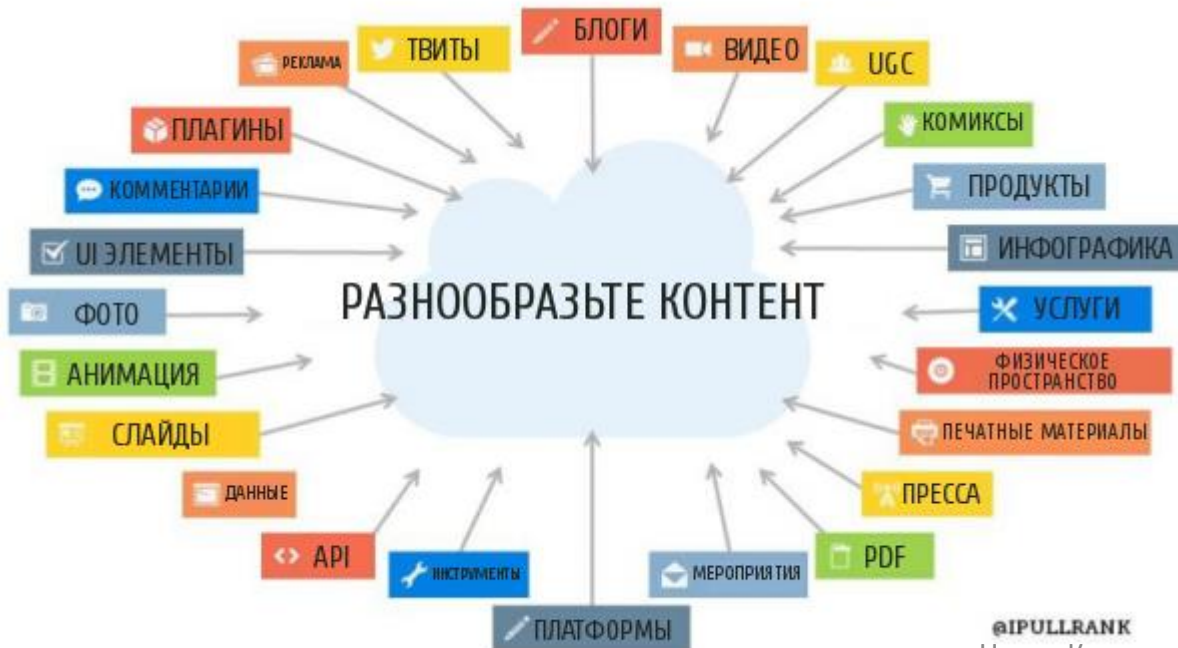 БЛОГИ
ТВИТЫ
ВИДЕО
РЕКЛАМА
UGC
ПЛАГИНЫ
КОМИКСЫ
КОММЕНТАРИИ
ПРОДУКТЫ
UI ЭЛЕМЕНТЫ
ИНФОГРАФИКА
РАЗНООБРАЗЬТЕ КОНТЕНТ
ФОТО
УСЛУГИ
АНИМАЦИЯ
ФИЗИЧЕСКОЕ
ПРОСТРАНСТВО
СЛАЙДЫ
ПЕЧАТНЫЕ МАТЕРИАЛЫ
ДАННЫЕ
ПРЕССА
API
ИНСТРУМЕНТЫ
МЕРОПРИЯТИЯ
PDF
ПЛАТФОРМЫ
@IPULLRANK